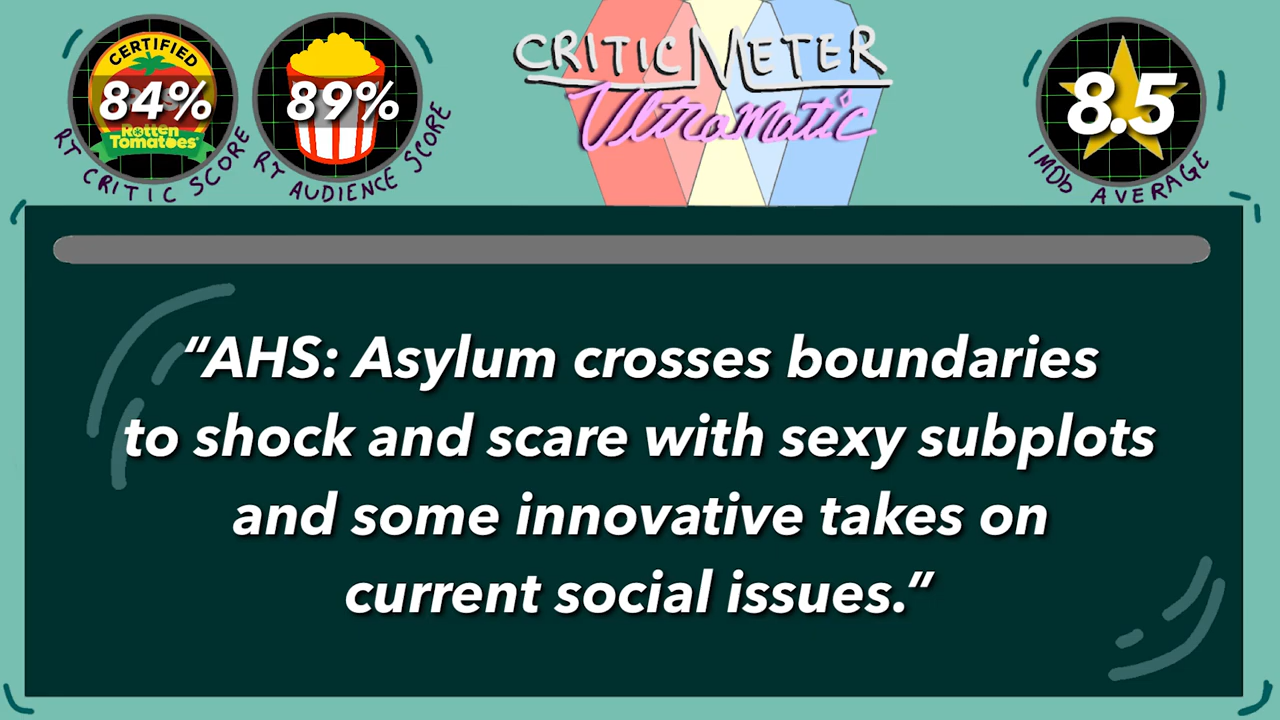 CERTIFIED
84%
Rotten
Tomatoes
RT CRITIC SCORE
89%
RT AUDIENCE SCORE
CRITIC METER
Ultramatic
8.5
IMDb AVERAGE
“AHS: Asylum crosses boundaries
to shock and scare with sexy subplots
and some innovative takes on
current social issues.”